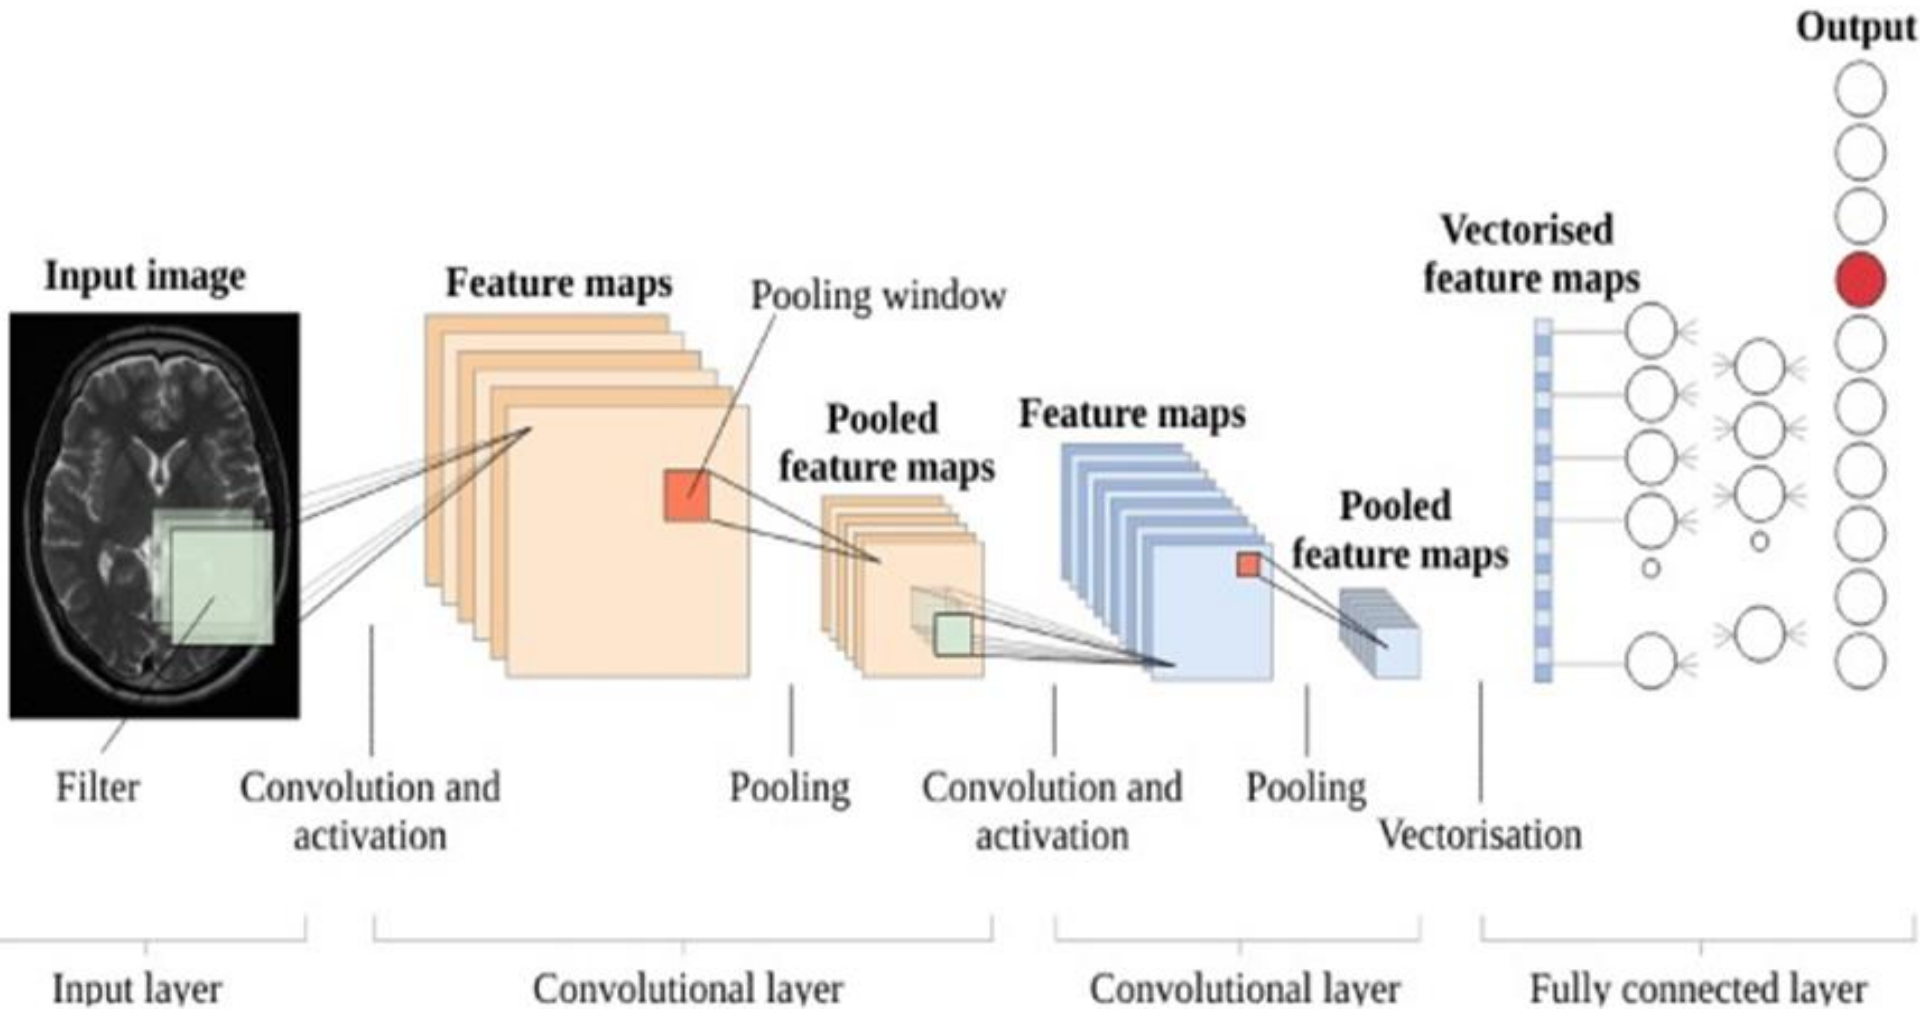 Output
Vectorised
feature maps
Input image
Feature maps
Pooling window
Pooled
feature maps
Feature maps
Pooled
feature maps
Filter
Convolution and
activation
Pooling
Convolution and
activation
Pooling
Vectorisation
Input layer
Convolutional layer
Convolutional layer
Fully connected layer